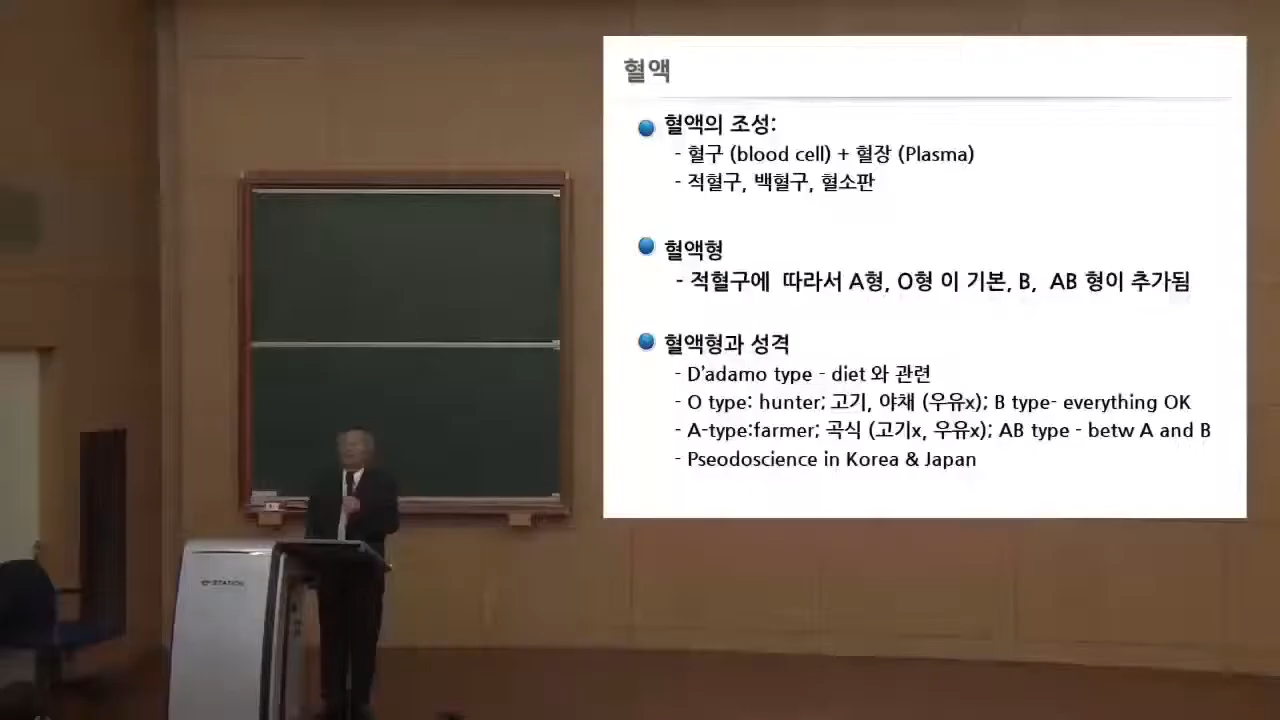 혈액
혈액의 조성:
- 혈구 (blood cell) + 혈장 (Plasma)
- 적혈구, 백혈구, 혈소판
혈액형
- 적혈구에 따라서 A형, O형 이 기본, B, AB 형이 추가됨
혈액형과 성격
- D'adamo type - diet 와 관련
- O type: hunter; 고기, 야채 (우유x); B type- everything OK
- A-type:farmer; 곡식 (고기x, 우유x); AB type - betw A and B
- Pseodoscience in Korea & Japan
e-STATION